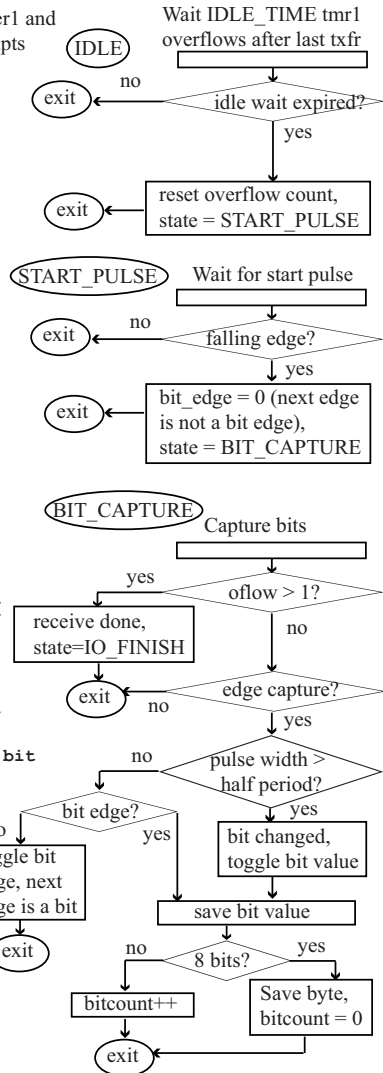 er1 and
pts
Wait IDLE_TIME tmr1
overflows after last txfr
IDLE
no
exit
idle wait expired?
yes
exit
reset overflow count,
state = START_PULSE
START_PULSE
Wait for start pulse
no
exit
falling edge?
yes
exit
bit_edge = 0 (next edge
is not a bit edge),
state = BIT_CAPTURE
BIT_CAPTURE
Capture bits
yes
oflow > 1?
receive done,
state=IO_FINISH
no
exit
no
edge capture?
yes
bit
no
pulse width >
half period?
bit edge?
yes
yes
bit changed,
toggle bit value
o
ggle bit
ge, next
ge is a bit
exit
save bit value
no
8 bits?
yes
bitcount++
Save byte,
bitcount = 0
exit